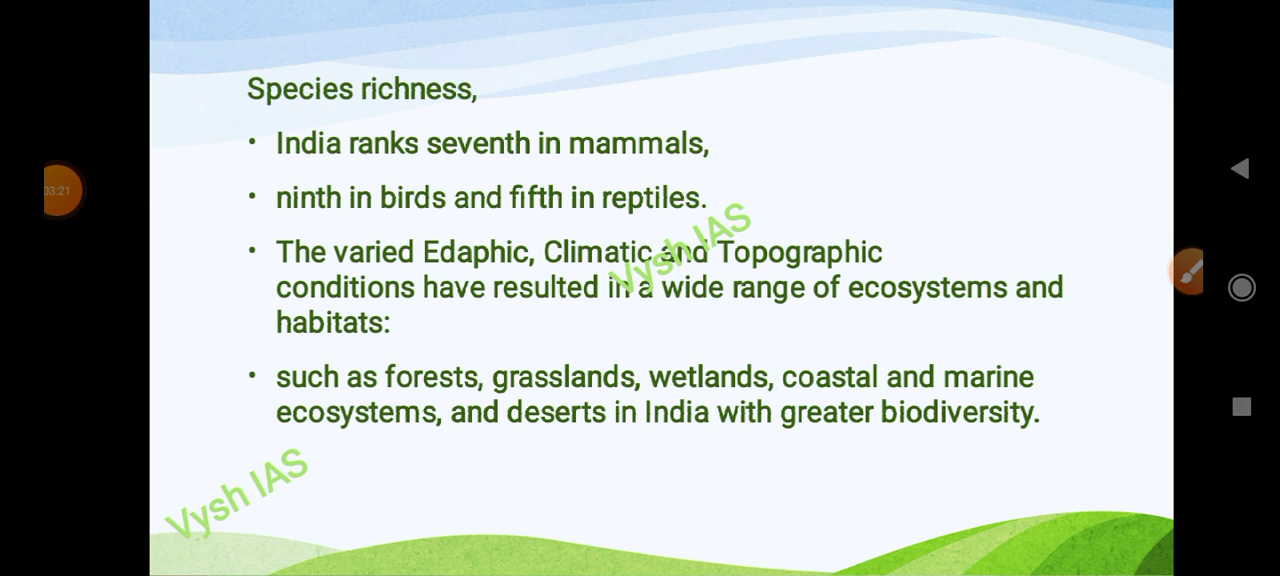 Species richness,
• India ranks seventh in mammals,
• ninth in birds and fifth in reptiles.
• The varied Edaphic, Climatic and Topographic
conditions have resulted in a wide range of ecosystems and
habitats:
• such as forests, grasslands, wetlands, coastal and marine
ecosystems, and deserts in India with greater biodiversity.
Vysh IAS
Vysh IAS
03:21